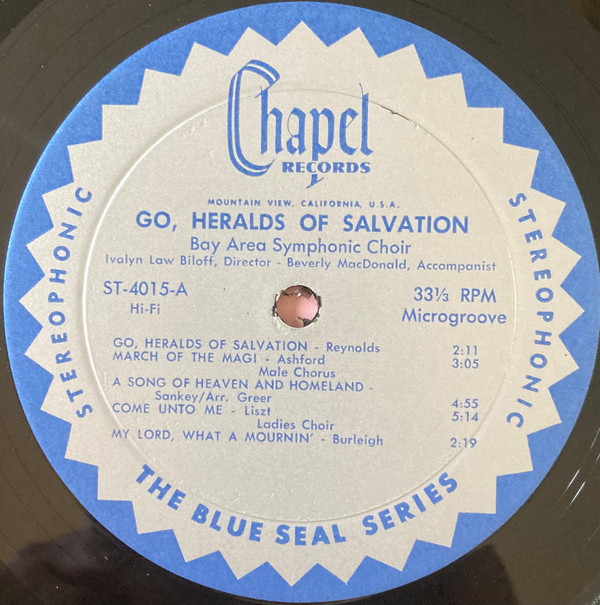 Chapel
RECORDS
MOUNTAIN VIEW, CALIFORNIA, U.S.A.
GO, HERALDS OF SALVATION
Bay Area Symphonic Choir
Ivalyn Law Biloff, Director - Beverly MacDonald, Accompanist
ST-4015-A 33⅓ RPM
Hi-Fi Microgroove
GO, HERALDS OF SALVATION - Reynolds 2:11
MARCH OF THE MAGI - Ashford 3:05
Male Chorus
A SONG OF HEAVEN AND HOMELAND -
Sankey/Arr. Greer 4:55
COME UNTO ME - Liszt 5:14
Ladies Choir
MY LORD, WHAT A MOURNIN' - Burleigh 2:19
STEREOPHONIC
STEREOPHONIC
THE BLUE SEAL SERIES